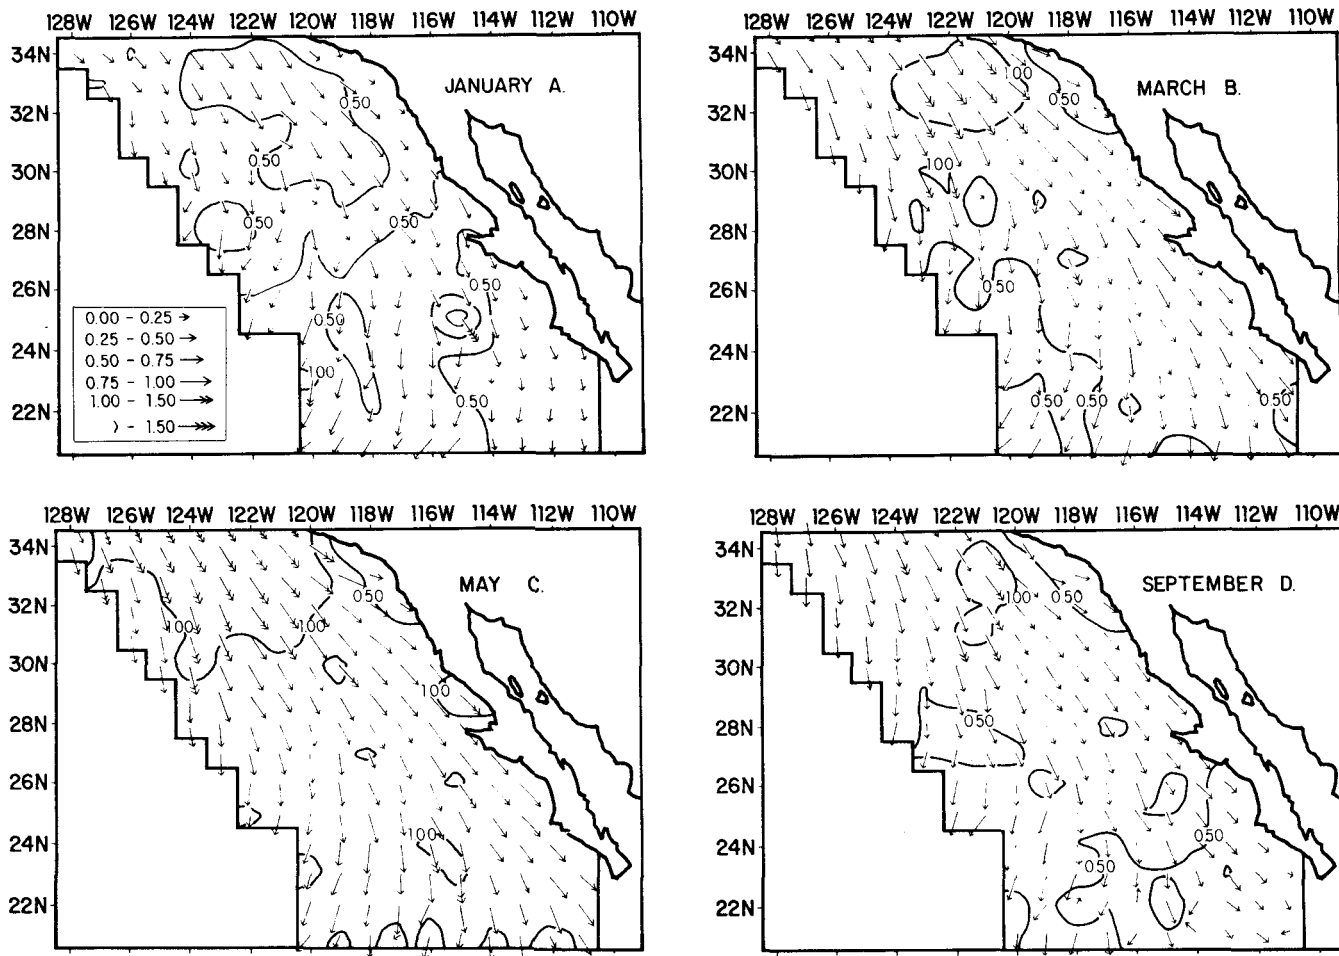 128W 126W 124W 122W 120W 118W 116W 114W 112W 110W
34N
32N
30N
28N
26N
24N
22N
JANUARY A.
0.50
0.50
0.50
0.50
0.50
0.50
1.00
0.50
0.00 - 0.25
0.25 - 0.50
0.50 - 0.75
0.75 - 1.00
1.00 - 1.50
> - 1.50
128W 126W 124W 122W 120W 118W 116W 114W 112W 110W
34N
32N
30N
28N
26N
24N
22N
MARCH B.
1.00
0.50
1.00
0.50
0.50
0.50
0.50
128W 126W 124W 122W 120W 118W 116W 114W 112W 110W
34N
32N
30N
28N
26N
24N
22N
MAY C.
0.50
1.00
1.00
1.00
1.00
128W 126W 124W 122W 120W 118W 116W 114W 112W 110W
34N
32N
30N
28N
26N
24N
22N
SEPTEMBER D.
1.00
0.50
0.50
0.50
0.50